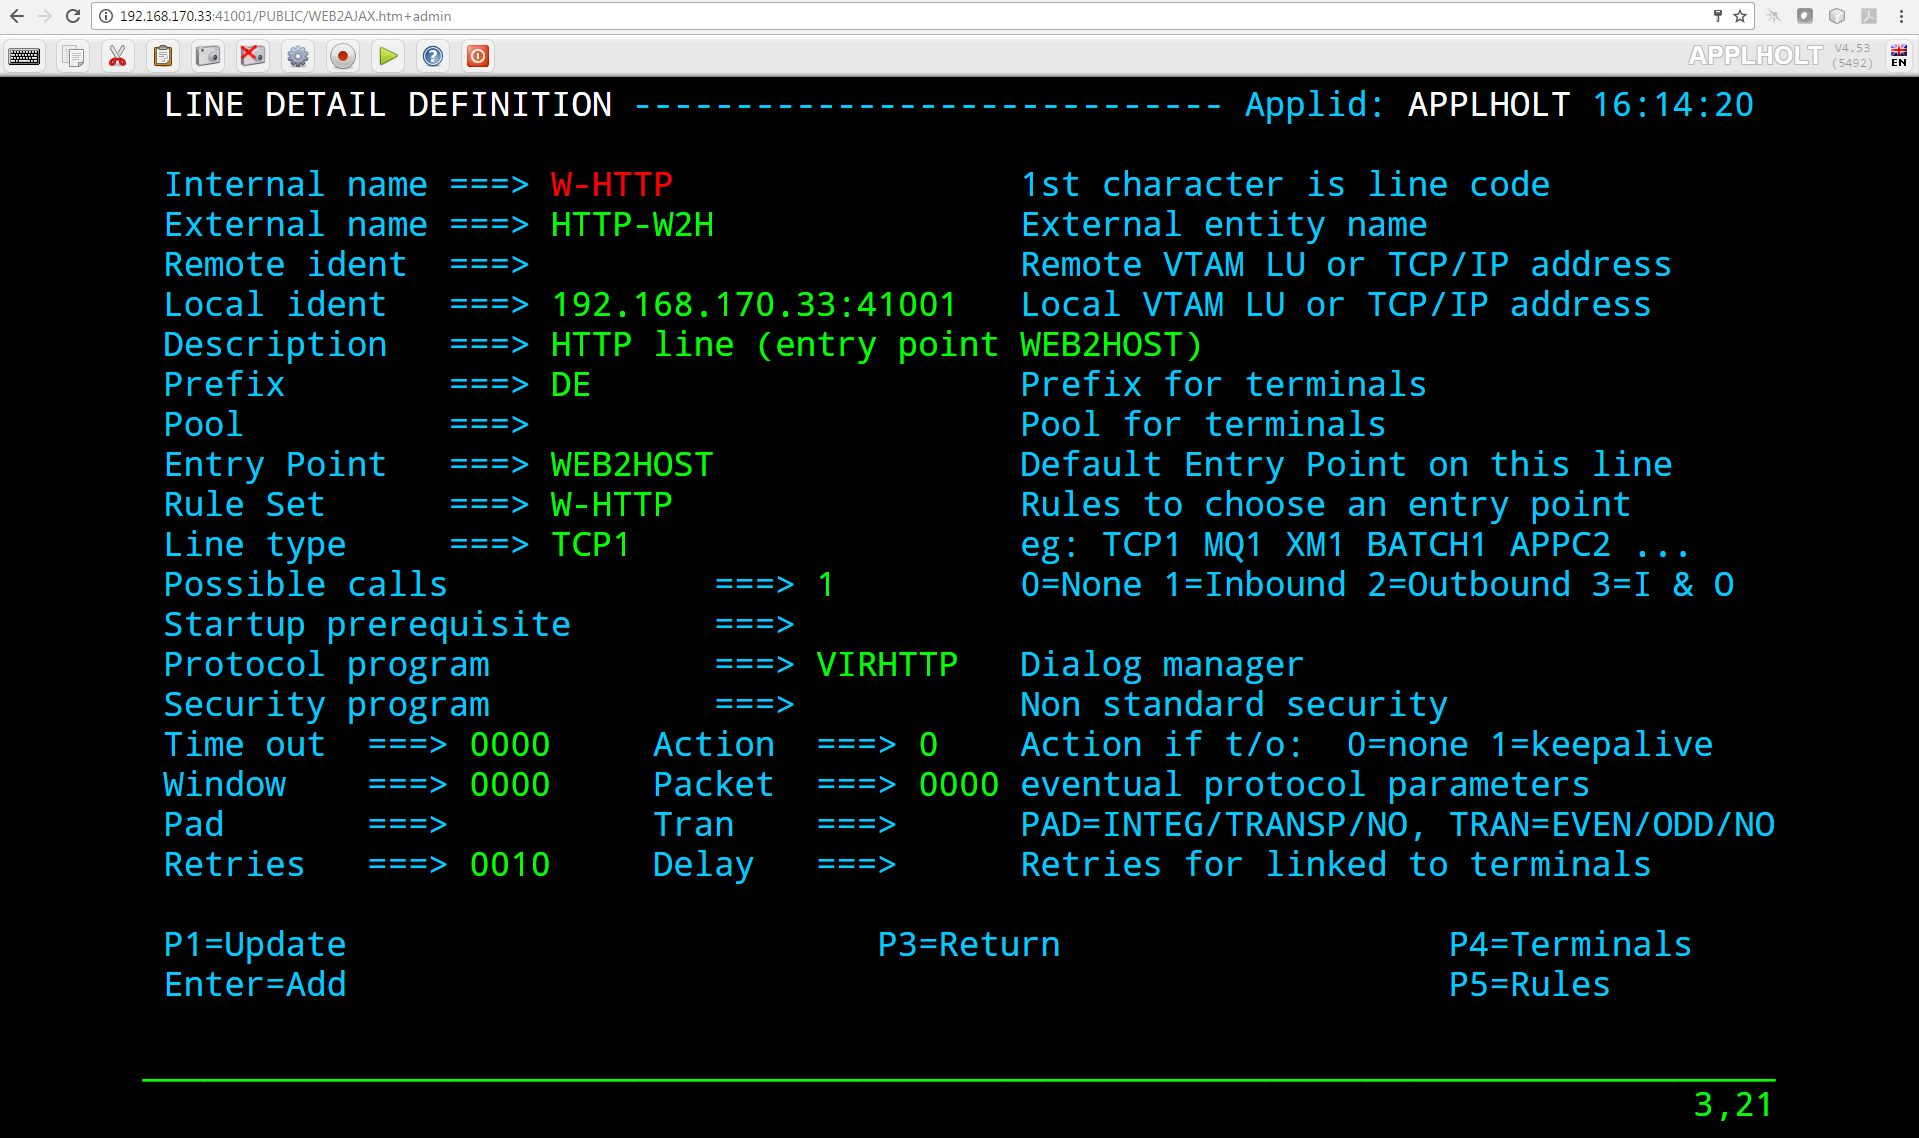 192.168.170.33:41001/PUBLIC/WEB2AJAX.htm+admin
APPLHOLT V4.53 (5492) EN
LINE DETAIL DEFINITION ----------------------------- Applid: APPLHOLT 16:14:20
Internal name ===> W-HTTP 1st character is line code
External name ===> HTTP-W2H External entity name
Remote ident ===> Remote VTAM LU or TCP/IP address
Local ident ===> 192.168.170.33:41001 Local VTAM LU or TCP/IP address
Description ===> HTTP line (entry point WEB2HOST)
Prefix ===> DE Prefix for terminals
Pool ===> Pool for terminals
Entry Point ===> WEB2HOST Default Entry Point on this line
Rule Set ===> W-HTTP Rules to choose an entry point
Line type ===> TCP1 eg: TCP1 MQ1 XM1 BATCH1 APPC2 ...
Possible calls ===> 1 0=None 1=Inbound 2=Outbound 3=I & O
Startup prerequisite ===>
Protocol program ===> VIRHTTP Dialog manager
Security program ===> Non standard security
Time out ===> 0000 Action ===> 0 Action if t/o: 0=none 1=keepalive
Window ===> 0000 Packet ===> 0000 eventual protocol parameters
Pad ===> Tran ===> PAD=INTEG/TRANSP/NO, TRAN=EVEN/ODD/NO
Retries ===> 0010 Delay ===> Retries for linked to terminals
P1=Update P3=Return P4=Terminals
Enter=Add P5=Rules
3,21